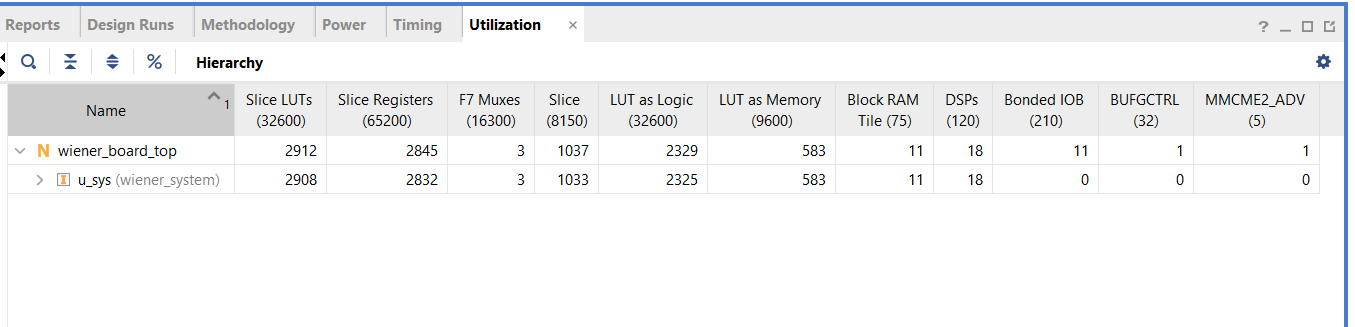 Reports Design Runs Methodology Power Timing Utilization × ?
% Hierarchy
Name 1 Slice LUTs (32600) Slice Registers (65200) F7 Muxes (16300) Slice (8150) LUT as Logic (32600) LUT as Memory (9600) Block RAM Tile (75) DSPs (120) Bonded IOB (210) BUFGCTRL (32) MMCME2_ADV (5)
N wiener_board_top 2912 2845 3 1037 2329 583 11 18 11 1 1
I u_sys (wiener_system) 2908 2832 3 1033 2325 583 11 18 0 0 0